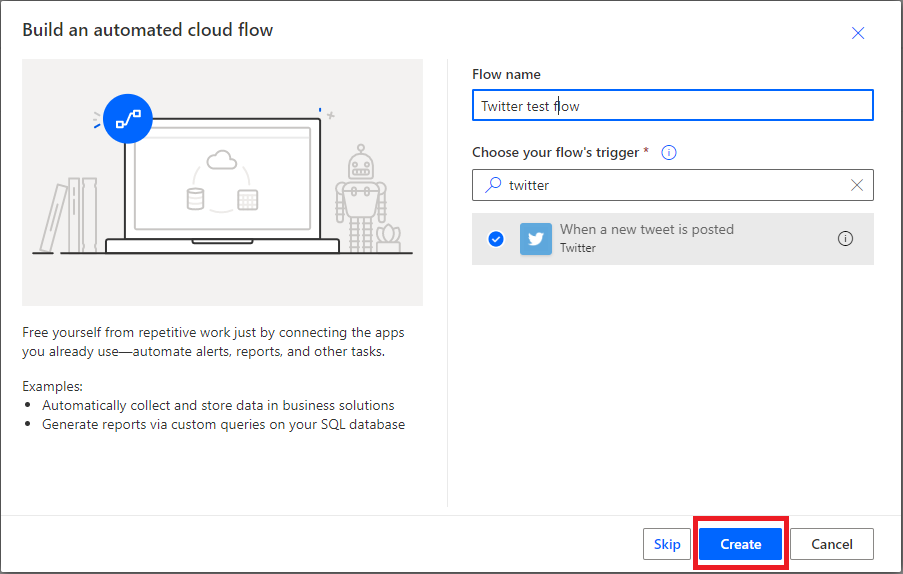 Build an automated cloud flow
Free yourself from repetitive work just by connecting the apps
you already use—automate alerts, reports, and other tasks.
Examples:
• Automatically collect and store data in business solutions
• Generate reports via custom queries on your SQL database
Flow name
Twitter test flow
Choose your flow's trigger *
twitter
When a new tweet is posted
Twitter
Skip
Create
Cancel